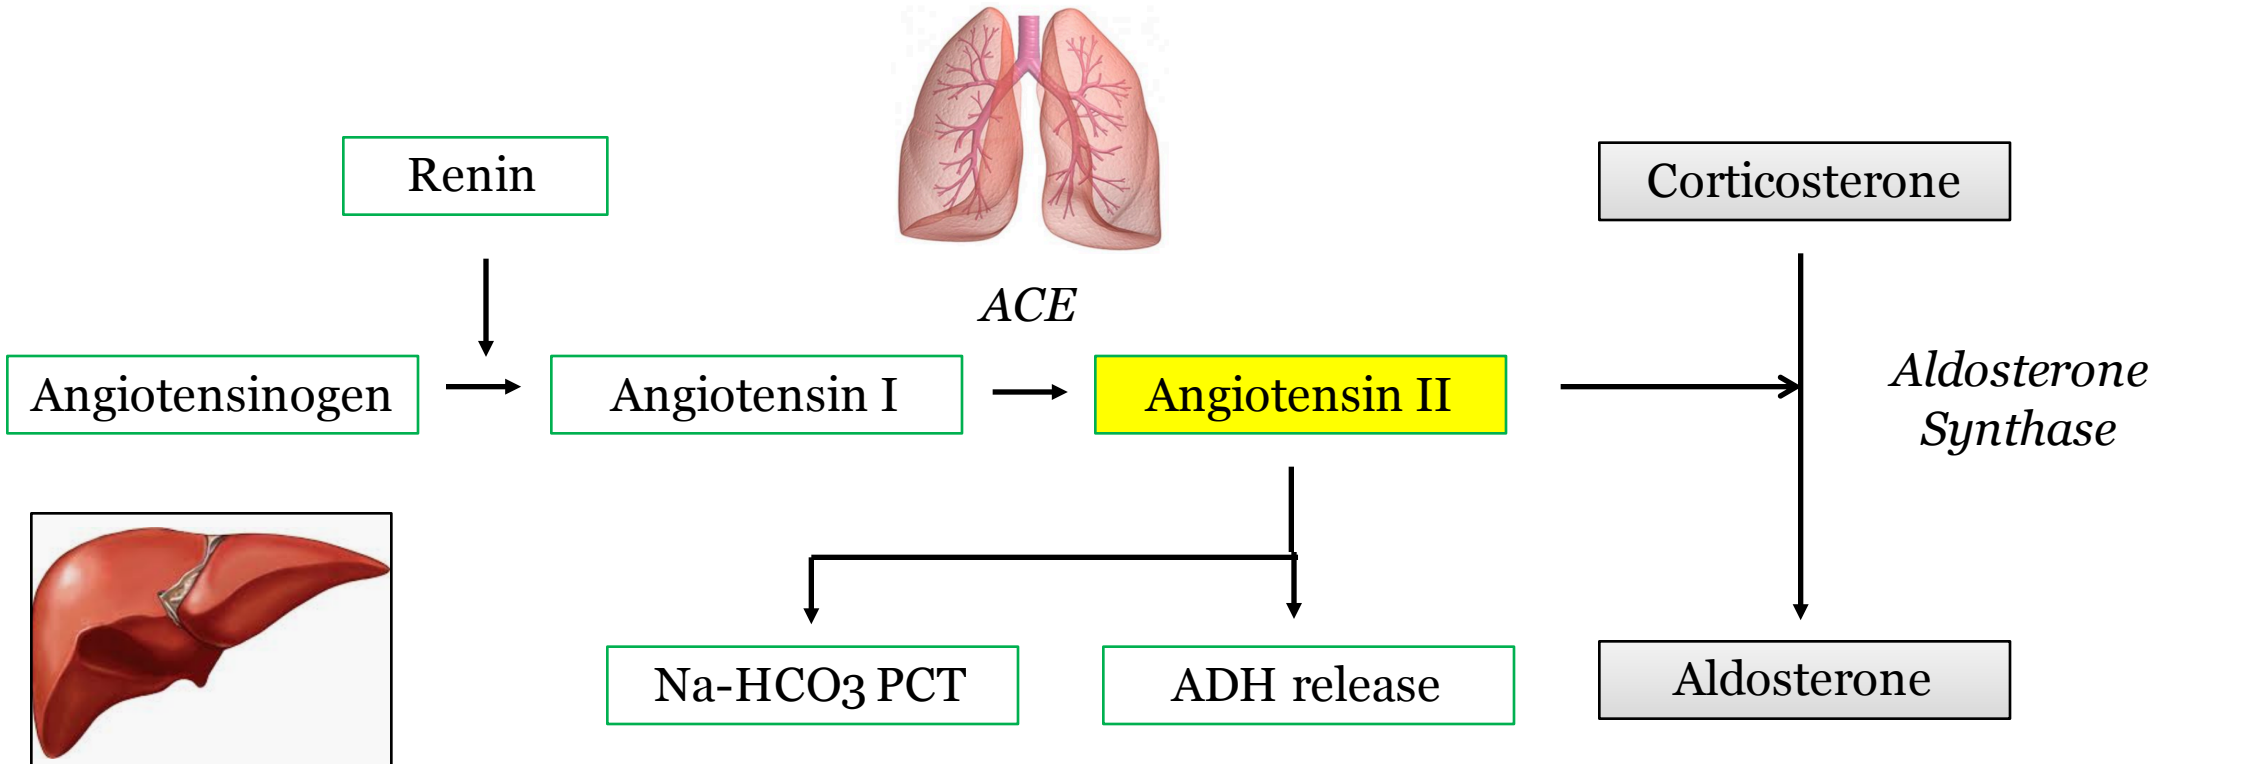 Renin
Corticosterone
ACE
Angiotensinogen
Angiotensin I
Angiotensin II
Aldosterone
Synthase
Na-HCO3 PCT
ADH release
Aldosterone